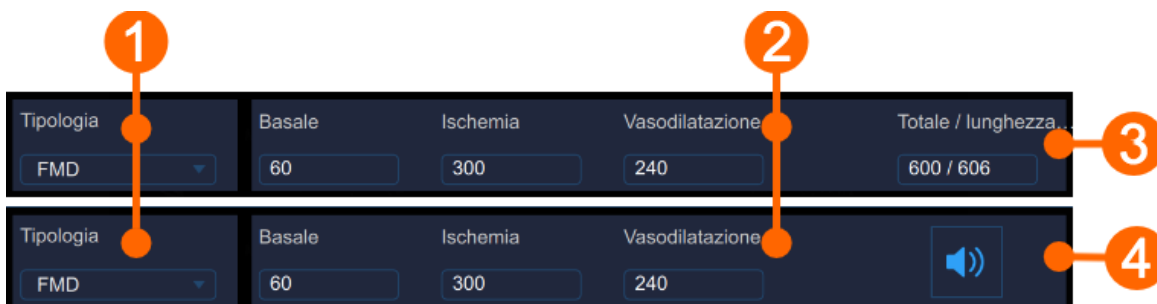 1 2
Tipologia Basale Ischemia Vasodilatazione Totale / lunghezza...
3
FMD 60 300 240 600 / 606
Tipologia Basale Ischemia Vasodilatazione
4
FMD 60 300 240